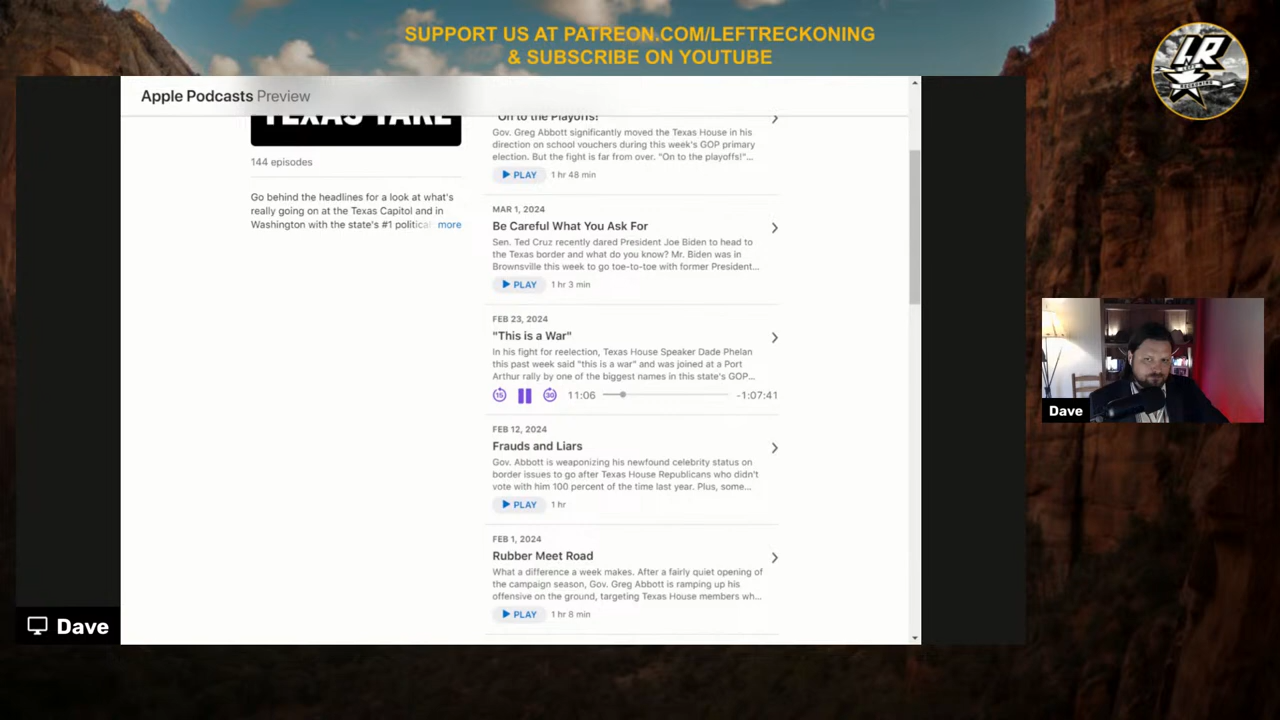 SUPPORT US AT PATREON.COM/LEFTRECKONING
& SUBSCRIBE ON YOUTUBE
LR
RECKONING
Apple Podcasts Preview
TEXAS TAKE
144 episodes
Go behind the headlines for a look at what's
really going on at the Texas Capitol and in
Washington with the state's #1 political
more
"On to the Playoffs!"
Gov. Greg Abbott significantly moved the Texas House in his
direction on school vouchers during this week's GOP primary
election. But the fight is far from over. "On to the playoffs!"...
PLAY 1 hr 48 min
MAR 1, 2024
Be Careful What You Ask For
Sen. Ted Cruz recently dared President Joe Biden to head to
the Texas border and what do you know? Mr. Biden was in
Brownsville this week to go toe-to-toe with former President...
PLAY 1 hr 3 min
FEB 23, 2024
"This is a War"
In his fight for reelection, Texas House Speaker Dade Phelan
this past week said "this is a war" and was joined at a Port
Arthur rally by one of the biggest names in this state's GOP...
15 30 11:06 -1:07:41
FEB 12, 2024
Frauds and Liars
Gov. Abbott is weaponizing his newfound celebrity status on
border issues to go after Texas House Republicans who didn't
vote with him 100 percent of the time last year. Plus, some...
PLAY 1 hr
FEB 1, 2024
Rubber Meet Road
What a difference a week makes. After a fairly quiet opening of
the campaign season, Gov. Greg Abbott is ramping up his
offensive on the ground, targeting Texas House members wh...
PLAY 1 hr 8 min
Dave
Dave